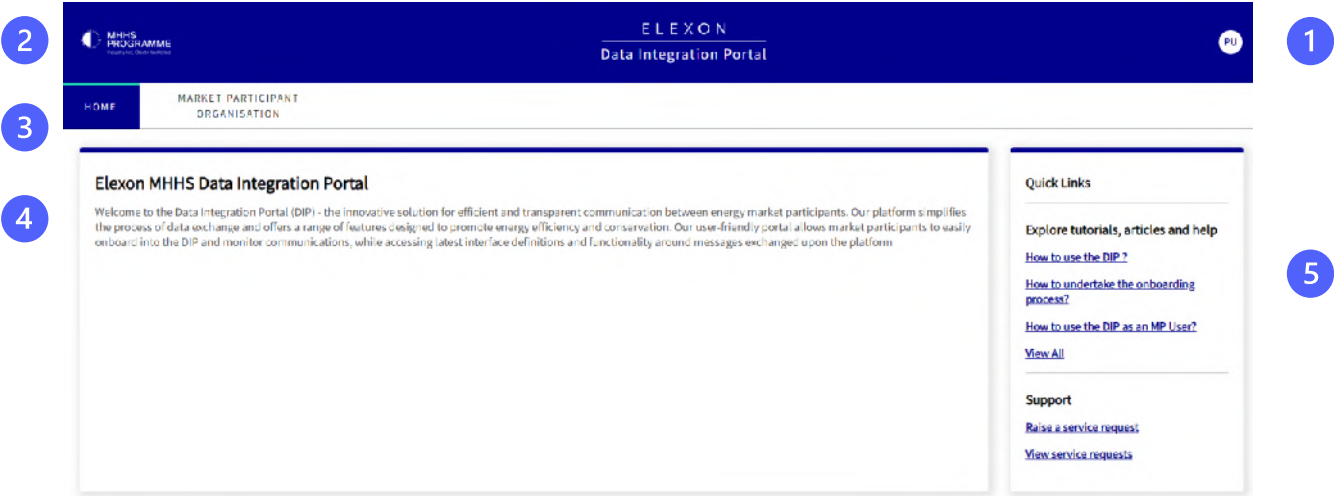 2
MHHS
PROGRAMME
ELEXON
Data Integration Portal
PU
1
HOME
MARKET PARTICIPANT
ORGANISATION
3
Elexon MHHS Data Integration Portal
4
Welcome to the Data Integration Portal (DIP) - the innovative solution for efficient and transparent communication between energy market participants. Our platform simplifies
the process of data exchange and offers a range of features designed to promote energy efficiency and conservation. Our user-friendly portal allows market participants to easily
onboard into the DIP and monitor communications, while accessing latest interface definitions and functionality around messages exchanged upon the platform
Quick Links
Explore tutorials, articles and help
How to use the DIP ?
5
How to undertake the onboarding
process?
How to use the DIP as an MP User?
View All
Support
Raise a service request
View service requests